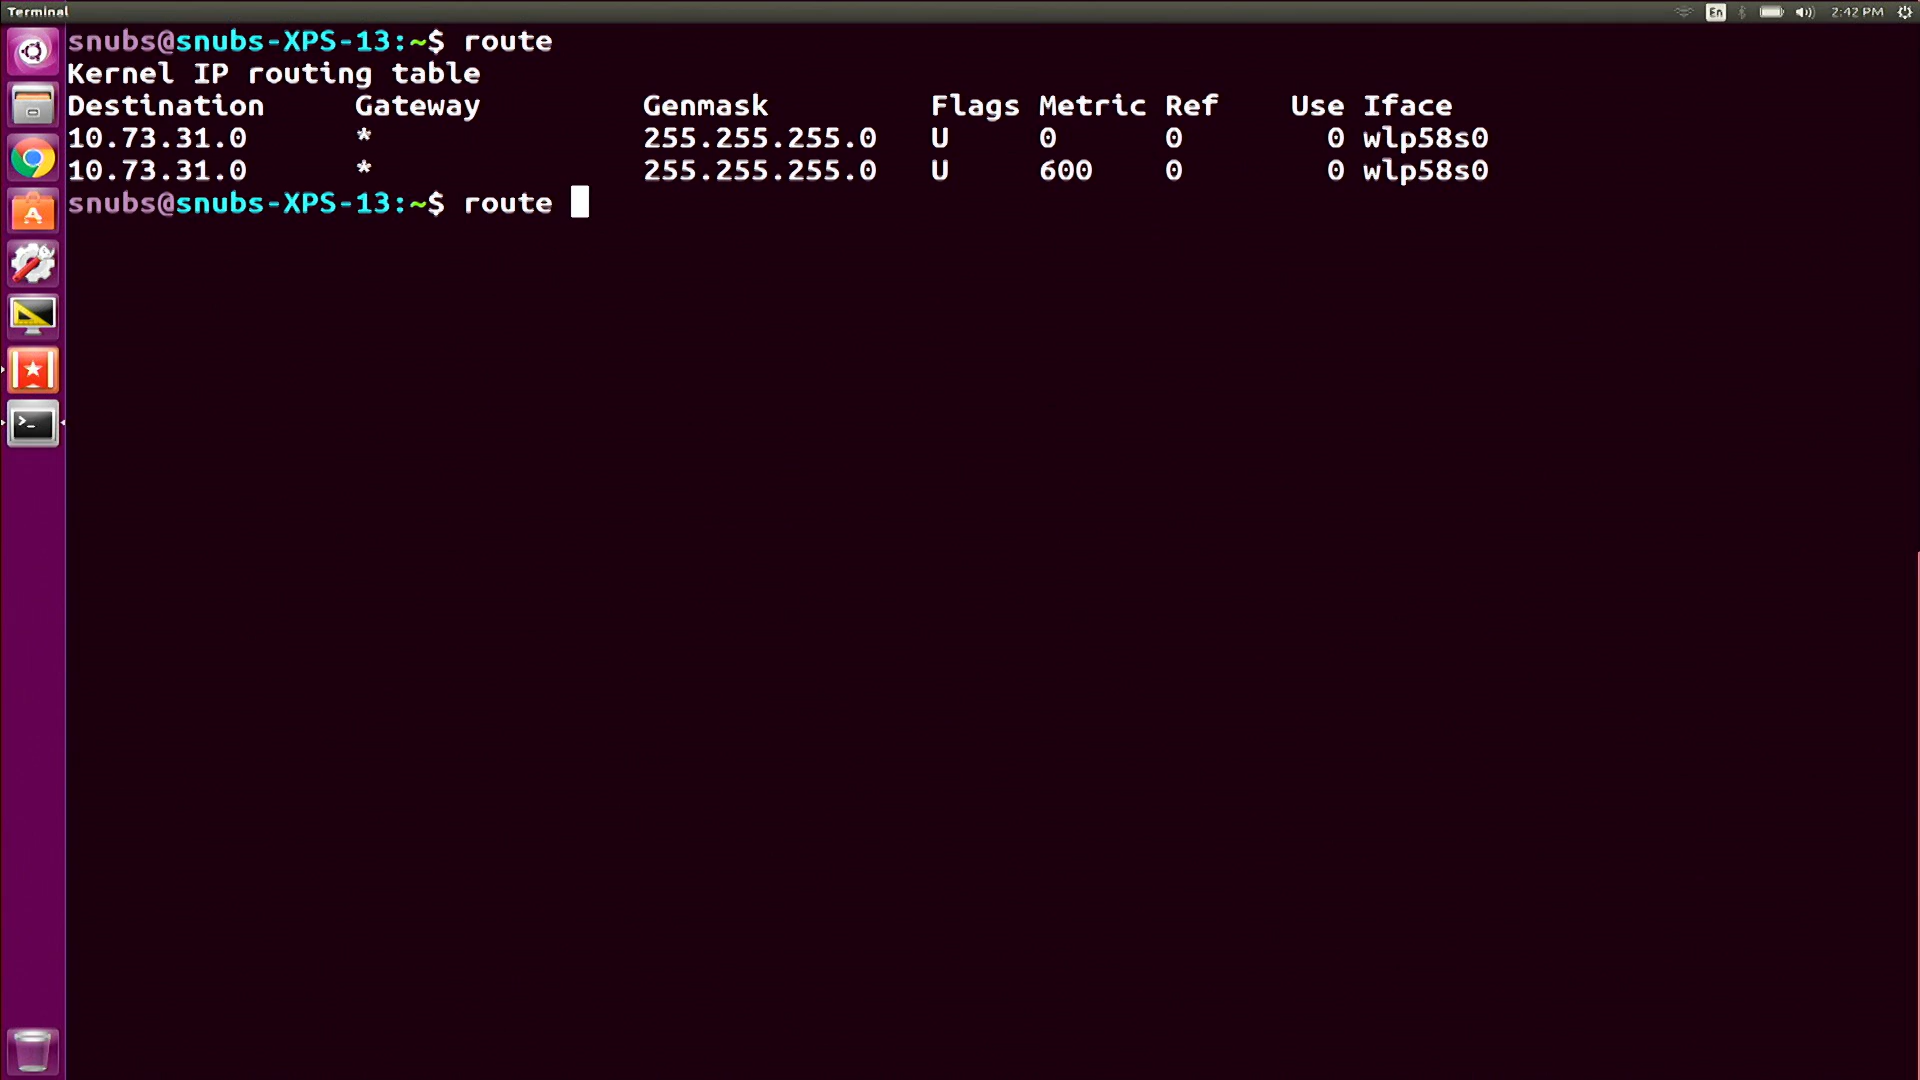 Terminal
En
2:42 PM
snubs@snubs-XPS-13:~$ route
Kernel IP routing table
Destination     Gateway         Genmask         Flags Metric Ref    Use Iface
10.73.31.0      *               255.255.255.0   U     0      0        0 wlp58s0
10.73.31.0      *               255.255.255.0   U     600    0        0 wlp58s0
snubs@snubs-XPS-13:~$ route